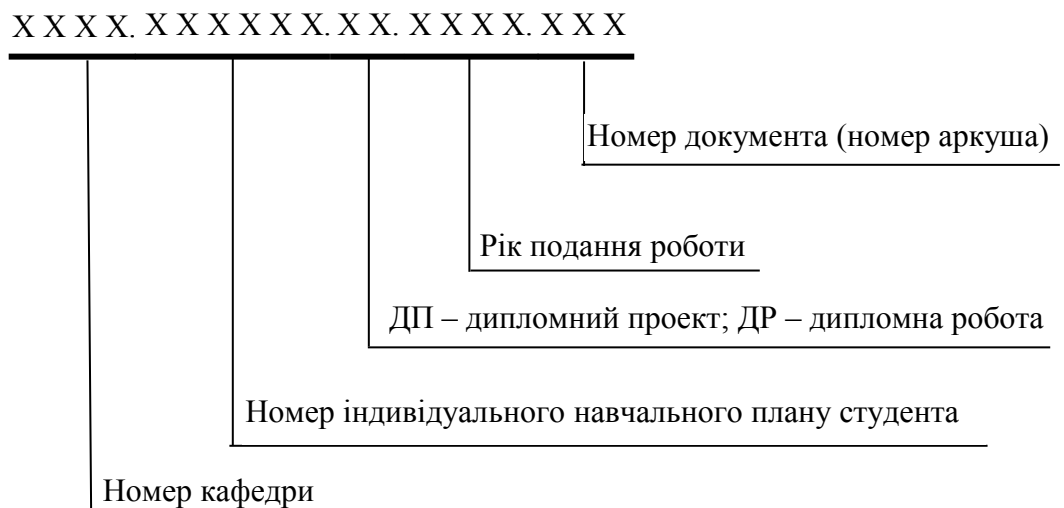 Х Х Х Х. Х Х Х Х Х Х. Х Х. Х Х Х Х. Х Х Х
Номер документа (номер аркуша)
Рік подання роботи
ДП – дипломний проект; ДР – дипломна робота
Номер індивідуального навчального плану студента
Номер кафедри